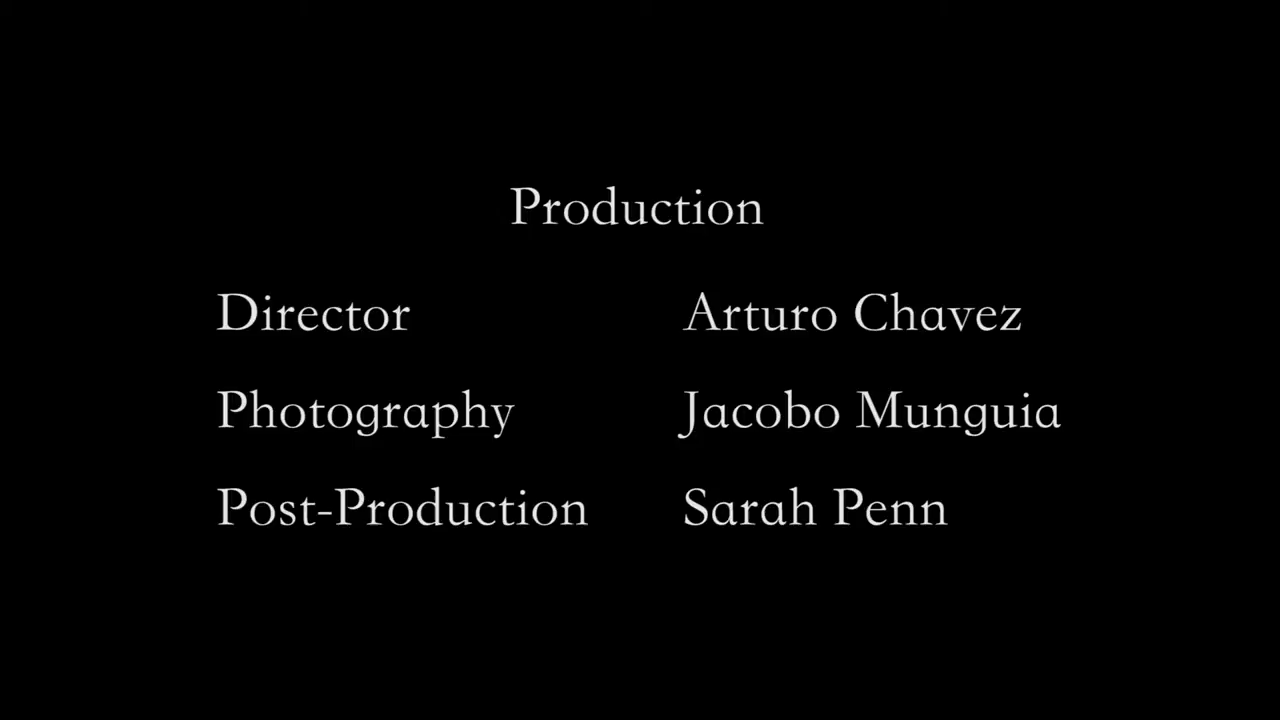 Production
Director Arturo Chavez
Photography Jacobo Munguia
Post-Production Sarah Penn